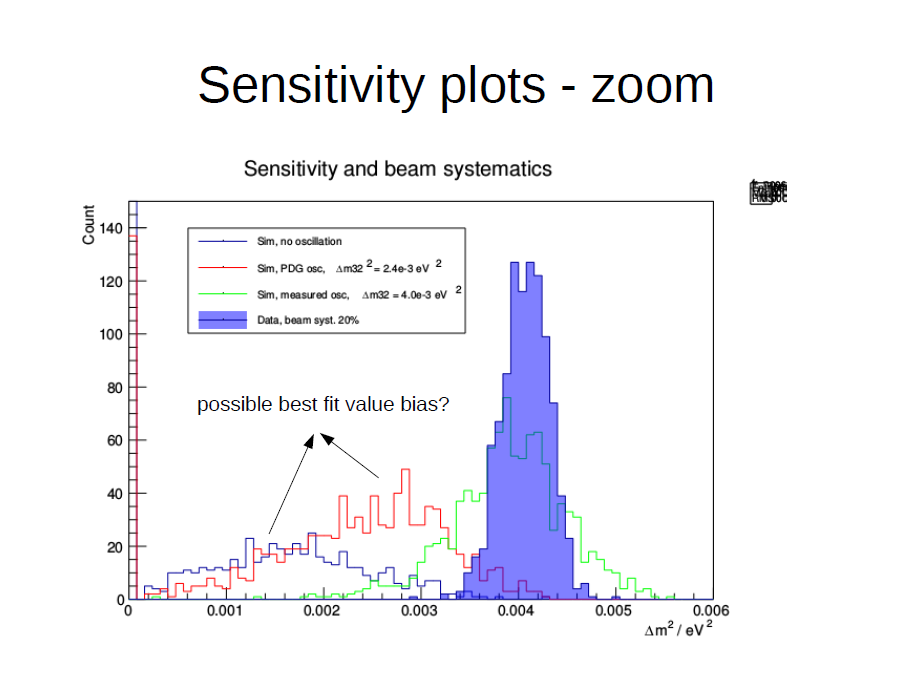 Sensitivity plots - zoom
Sensitivity and beam systematics
Count
140
120
100
80
60
40
20
0
Sim, no oscillation
Sim, PDG osc, Δm32 2 = 2.4e-3 eV 2
Sim, measured osc, Δm32 = 4.0e-3 eV 2
Data, beam syst. 20%
possible best fit value bias?
0 0.001 0.002 0.003 0.004 0.005 0.006
Δm2 / eV 2